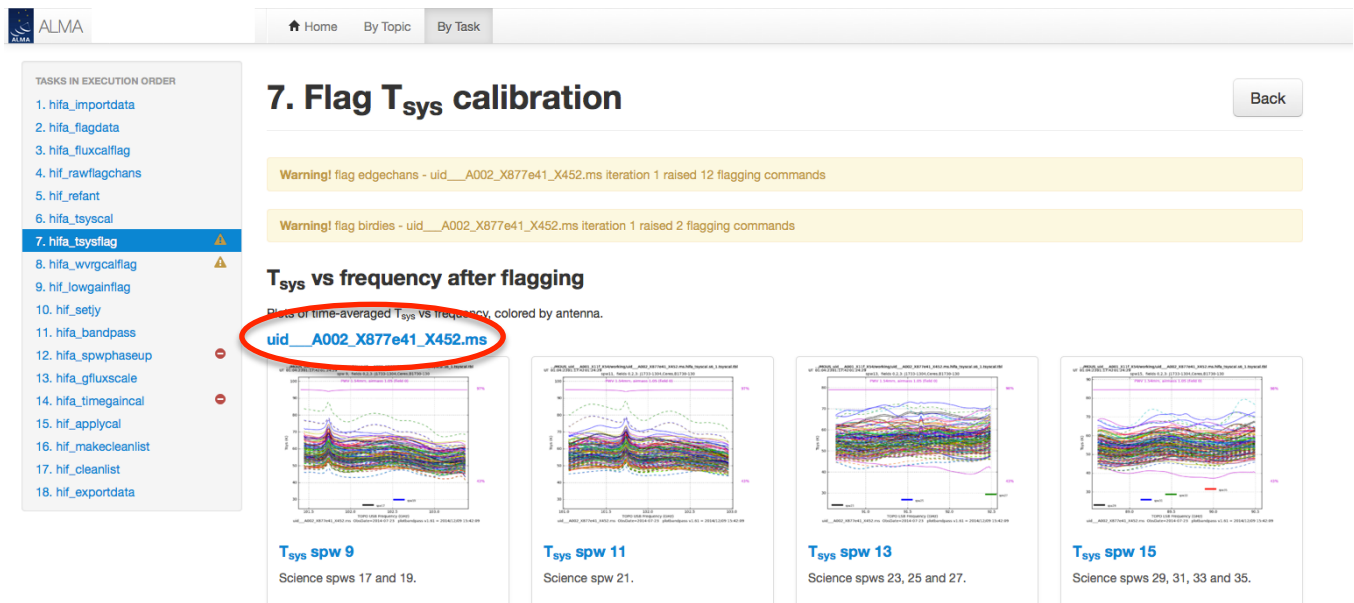 ALMA
ALMA
Home By Topic By Task
TASKS IN EXECUTION ORDER
1. hifa_importdata
2. hifa_flagdata
3. hifa_fluxcalflag
4. hif_rawflagchans
5. hif_refant
6. hifa_tsyscal
7. hifa_tsysflag
8. hifa_wvrgcalflag
9. hif_lowgainflag
10. hif_setjy
11. hifa_bandpass
12. hifa_spwphaseup
13. hifa_gfluxscale
14. hifa_timegaincal
15. hif_applycal
16. hif_makecleanlist
17. hif_cleanlist
18. hif_exportdata
7. Flag Tsys calibration
Back
Warning! flag edgechans - uid___A002_X877e41_X452.ms iteration 1 raised 12 flagging commands
Warning! flag birdies - uid___A002_X877e41_X452.ms iteration 1 raised 2 flagging commands
Tsys vs frequency after flagging
Plots of time-averaged Tsys vs frequency, colored by antenna.
uid___A002_X877e41_X452.ms
Tsys spw 9
Science spws 17 and 19.
Tsys spw 11
Science spw 21.
Tsys spw 13
Science spws 23, 25 and 27.
Tsys spw 15
Science spws 29, 31, 33 and 35.